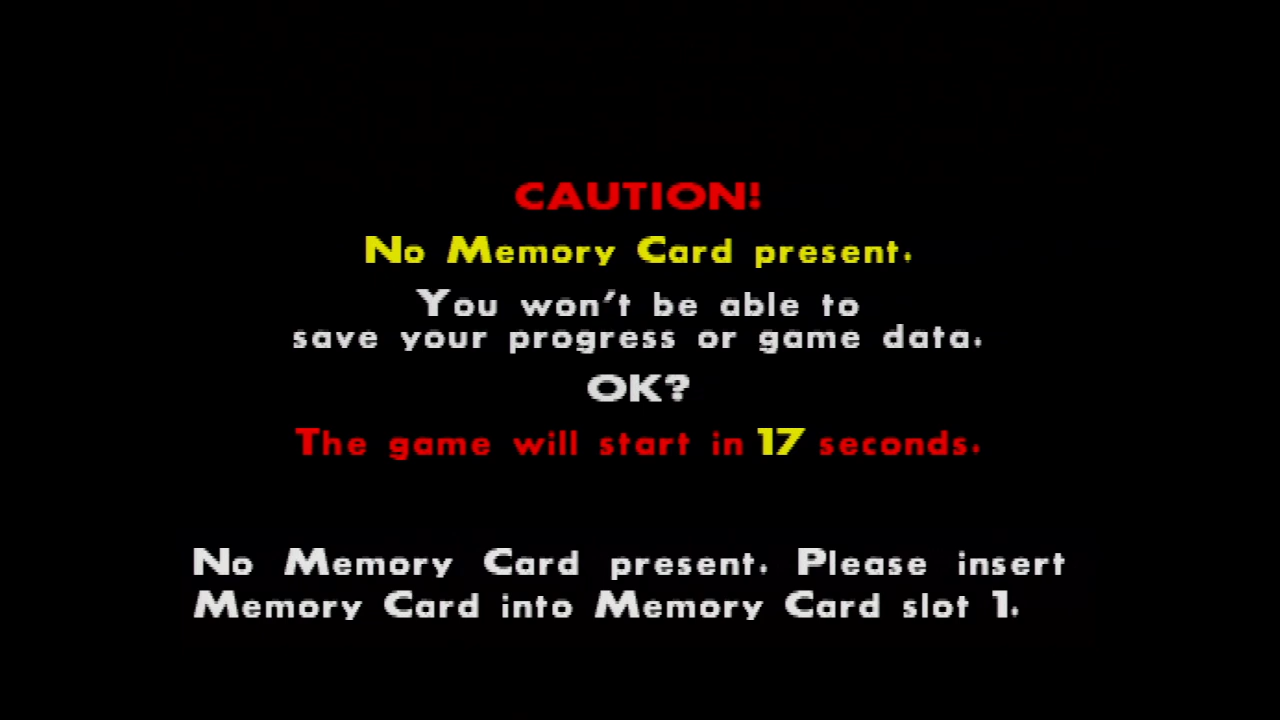 CAUTION!
No Memory Card present.
You won't be able to
save your progress or game data.
OK?
The game will start in 17 seconds.
No Memory Card present. Please insert
Memory Card into Memory Card slot 1.